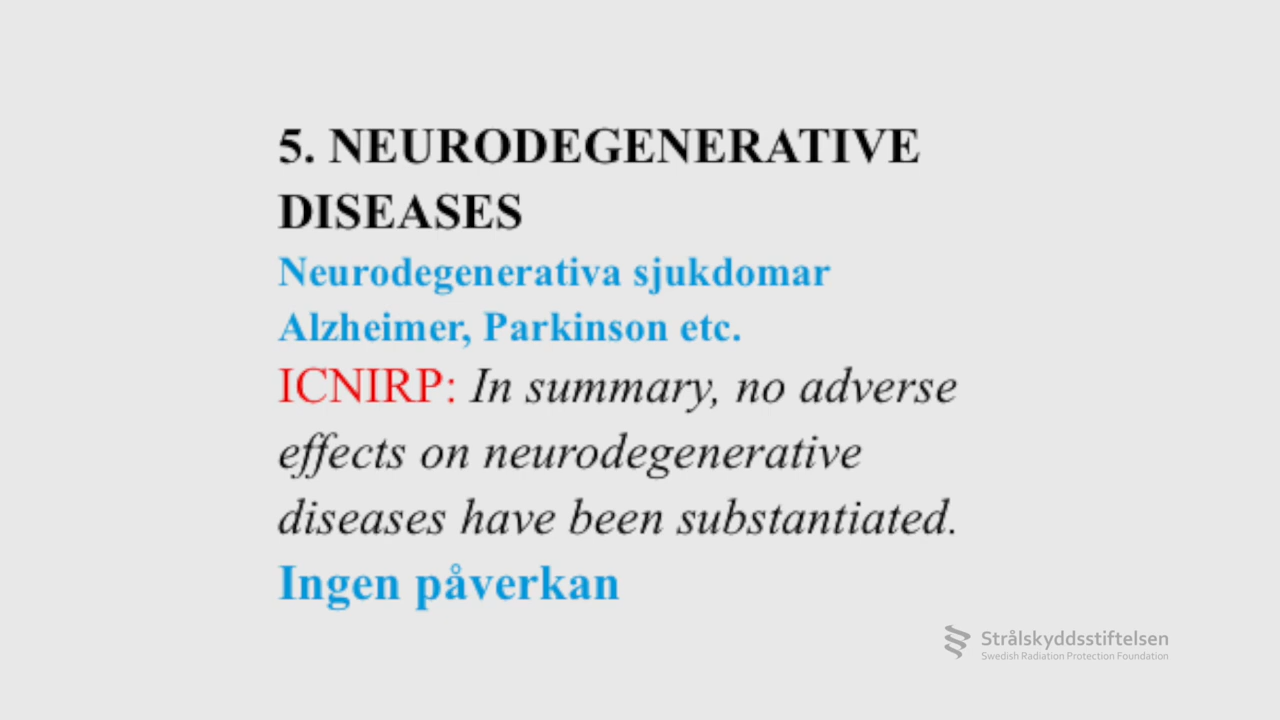 5. NEURODEGENERATIVE
DISEASES
Neurodegenerativa sjukdomar
Alzheimer, Parkinson etc.
ICNIRP: In summary, no adverse
effects on neurodegenerative
diseases have been substantiated.
Ingen påverkan
Strålskyddsstiftelsen
Swedish Radiation Protection Foundation